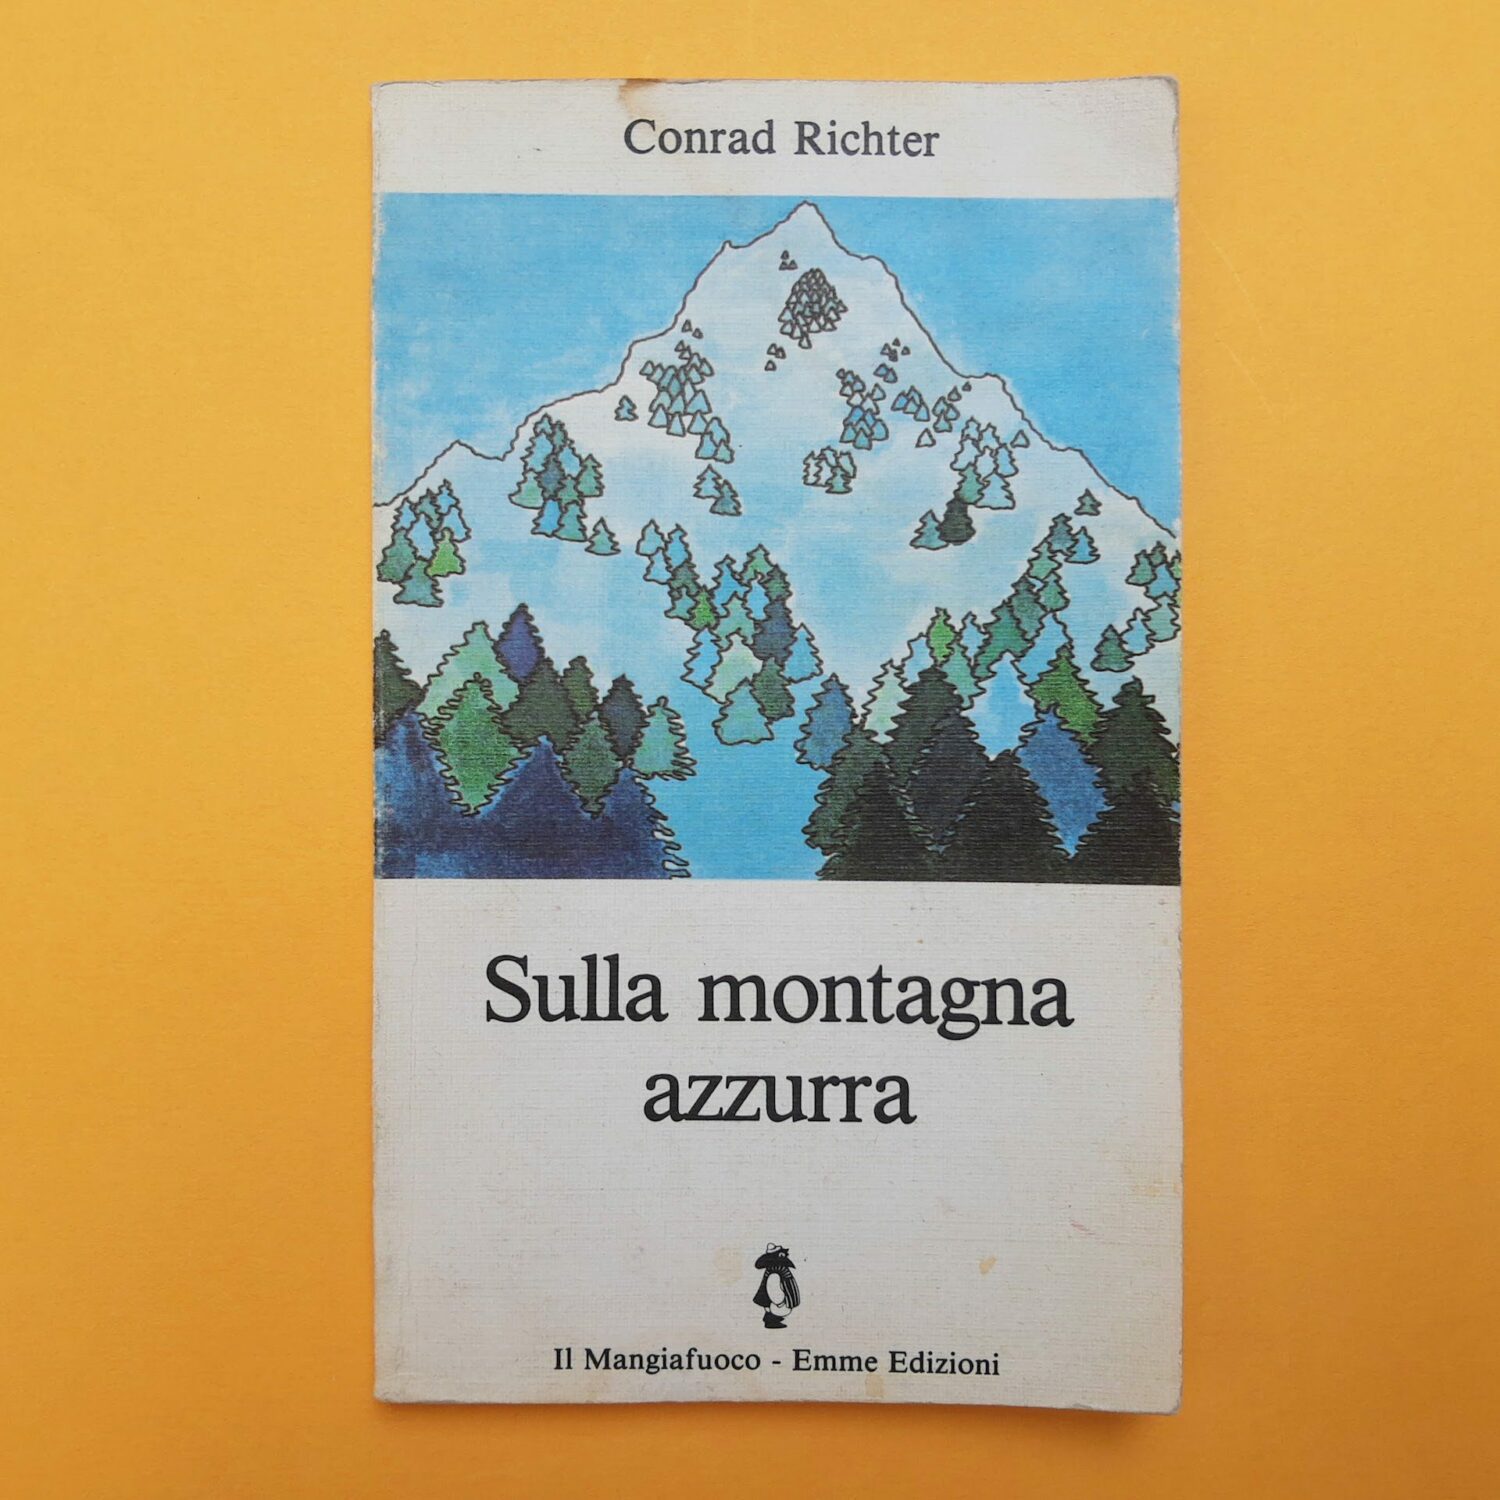 Conrad Richter
Sulla montagna
azzurra
Il Mangiafuoco - Emme Edizioni